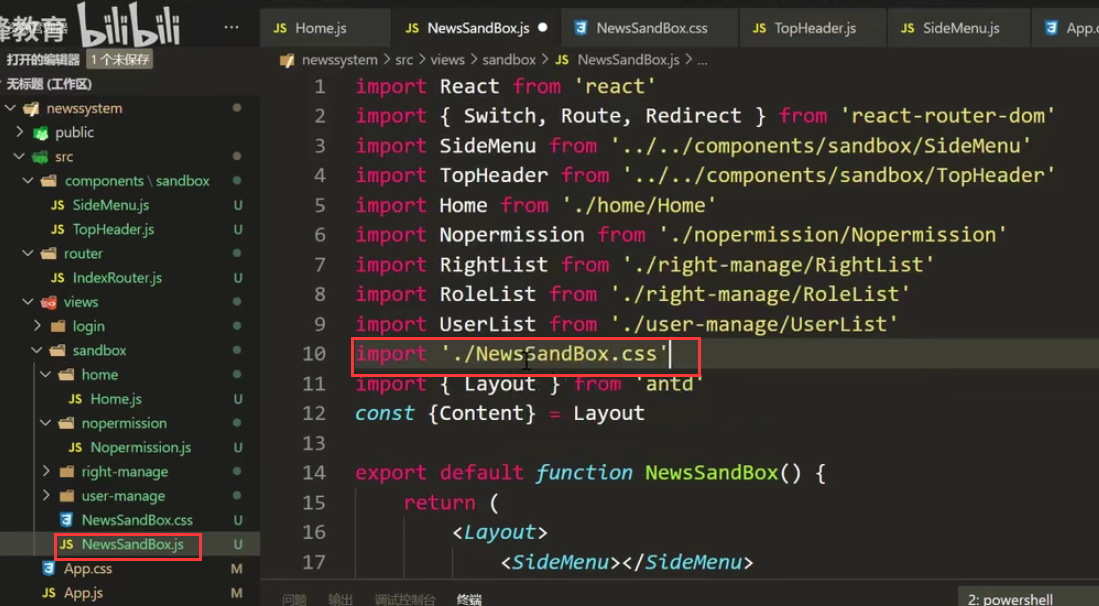 锋教育 bilibili
...
JS Home.js
JS NewsSandBox.js ●
NewsSandBox.css
JS TopHeader.js
JS SideMenu.js
App.c
打开的编辑器 1 个未保存
无标题 (工作区)
newssystem
public
src
components \ sandbox
JS SideMenu.js U
JS TopHeader.js U
router
JS IndexRouter.js U
views
login
sandbox
home
JS Home.js U
nopermission
JS Nopermission.js U
right-manage
user-manage
NewsSandBox.css U
JS NewsSandBox.js U
App.css M
JS App.js M
newssystem > src > views > sandbox > JS NewsSandBox.js > ...
1 import React from 'react'
2 import { Switch, Route, Redirect } from 'react-router-dom'
3 import SideMenu from '../../components/sandbox/SideMenu'
4 import TopHeader from '../../components/sandbox/TopHeader'
5 import Home from './home/Home'
6 import Nopermission from './nopermission/Nopermission'
7 import RightList from './right-manage/RightList'
8 import RoleList from './right-manage/RoleList'
9 import UserList from './user-manage/UserList'
10 import './NewsSandBox.css'
11 import { Layout } from 'antd'
12 const {Content} = Layout
13
14 export default function NewsSandBox() {
15 return (
16 <Layout>
17 <SideMenu></SideMenu>
问题 输出 调试控制台 终端
2: powershell